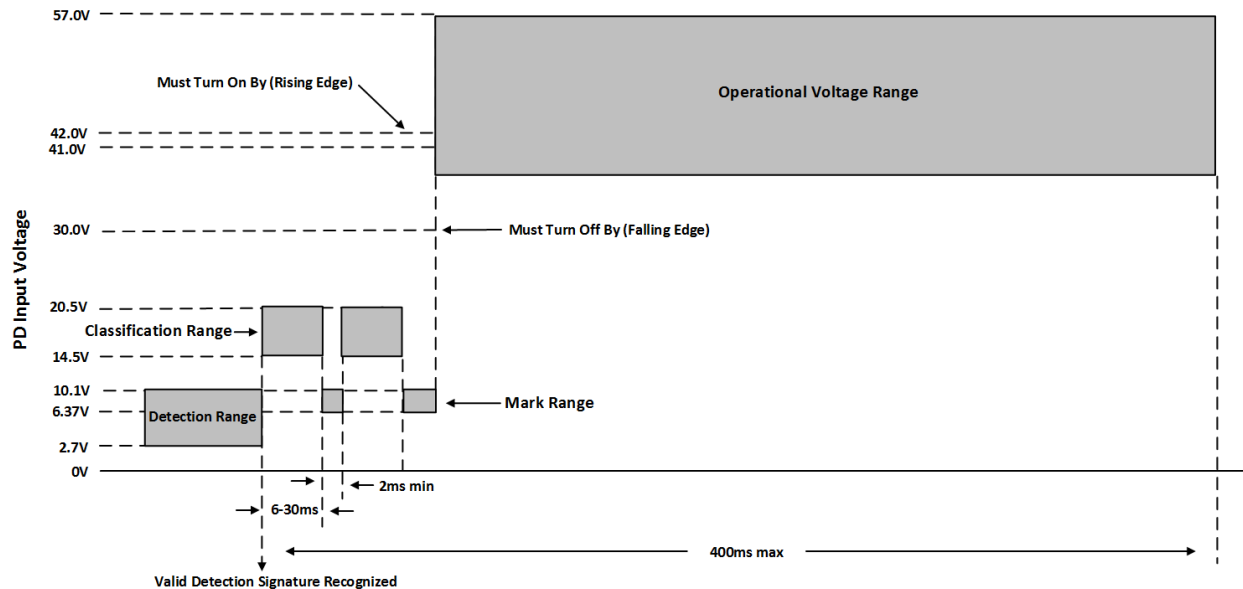 57.0V
Must Turn On By (Rising Edge)
Operational Voltage Range
42.0V
41.0V
PD Input Voltage
30.0V
Must Turn Off By (Falling Edge)
20.5V
Classification Range
14.5V
10.1V
Mark Range
6.37V
Detection Range
2.7V
0V
2ms min
6-30ms
400ms max
Valid Detection Signature Recognized